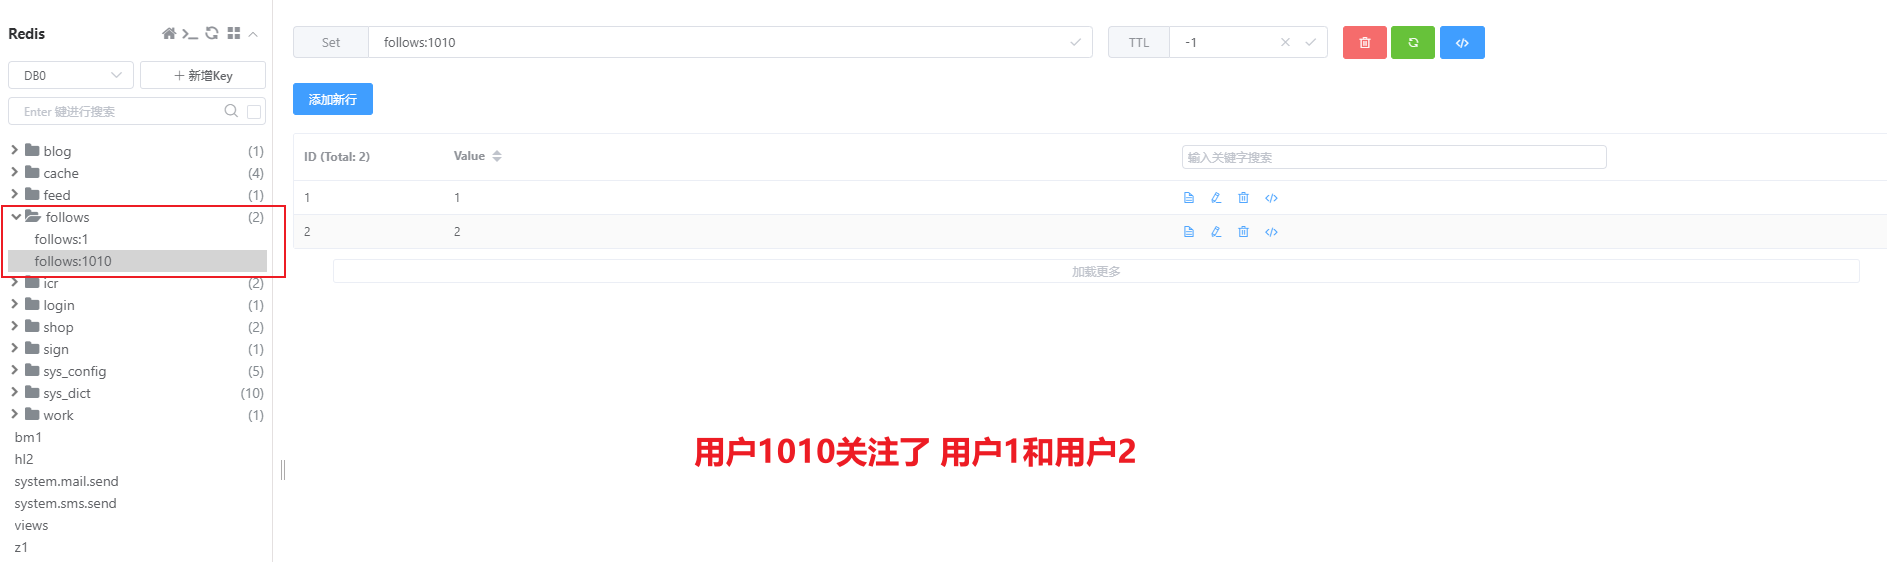 Redis
DB0
新增Key
Enter 键进行搜索
blog (1)
cache (4)
feed (1)
follows (2)
follows:1
follows:1010
icr (2)
login (1)
shop (2)
sign (1)
sys_config (5)
sys_dict (10)
work (1)
bm1
hl2
system.mail.send
system.sms.send
views
z1
Set follows:1010 TTL -1
添加新行
ID (Total: 2) Value 输入关键字搜索
1 1
2 2
加载更多
用户1010关注了 用户1和用户2